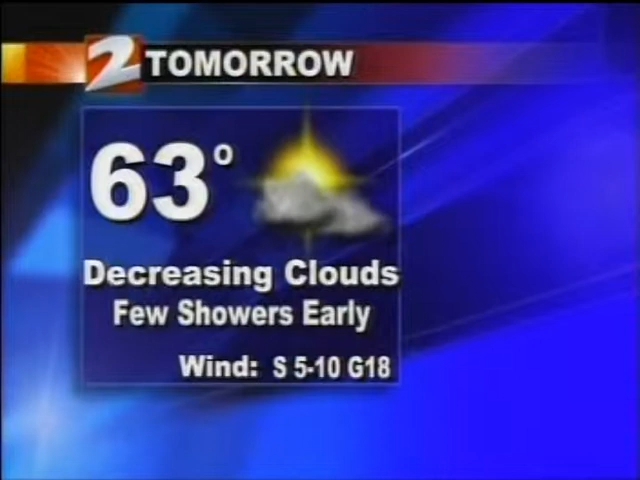 2 TOMORROW
63°
Decreasing Clouds
Few Showers Early
Wind: S 5-10 G18